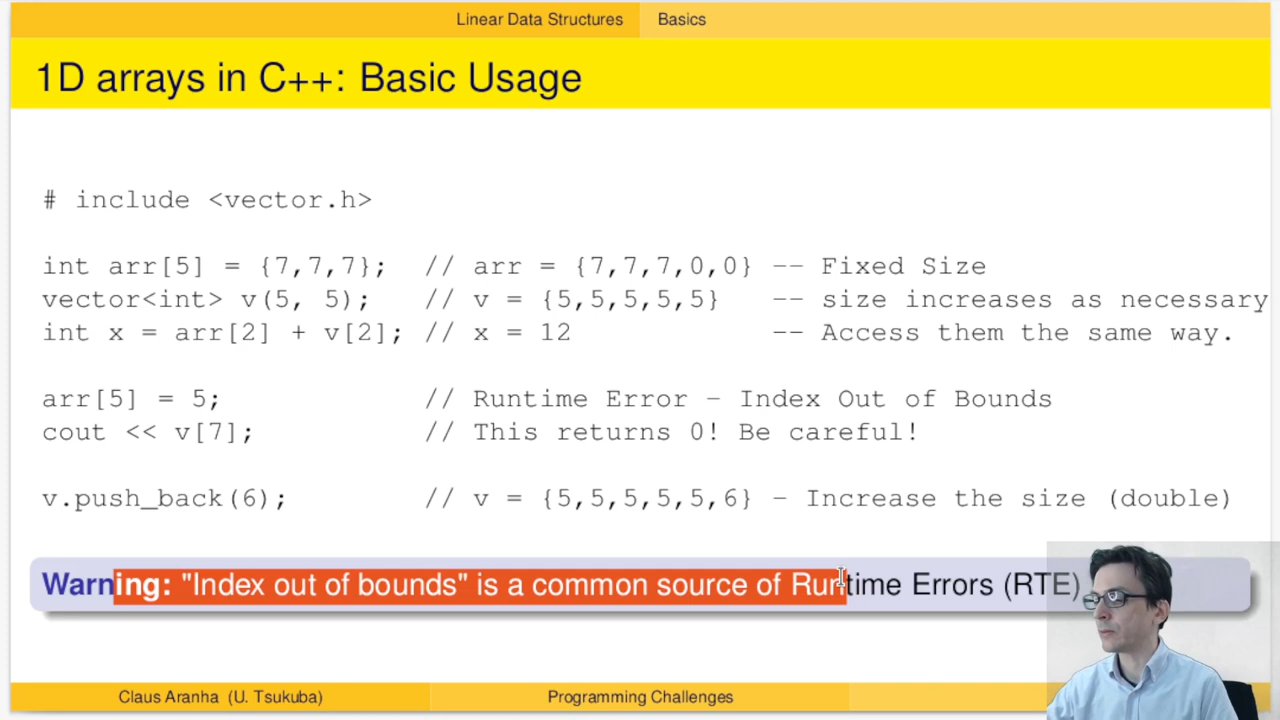 Linear Data Structures Basics
1D arrays in C++: Basic Usage
# include <vector.h>
int arr[5] = {7,7,7}; // arr = {7,7,7,0,0} -- Fixed Size
vector<int> v(5, 5); // v = {5,5,5,5,5} -- size increases as necessary
int x = arr[2] + v[2]; // x = 12 -- Access them the same way.
arr[5] = 5; // Runtime Error - Index Out of Bounds
cout << v[7]; // This returns 0! Be careful!
v.push_back(6); // v = {5,5,5,5,5,6} - Increase the size (double)
Warning: "Index out of bounds" is a common source of Runtime Errors (RTE)
Claus Aranha (U. Tsukuba) Programming Challenges